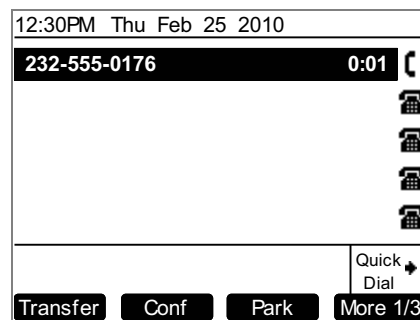 12:30PM Thu Feb 25 2010
232-555-0176 0:01
Quick
Dial
Transfer Conf Park More 1/3